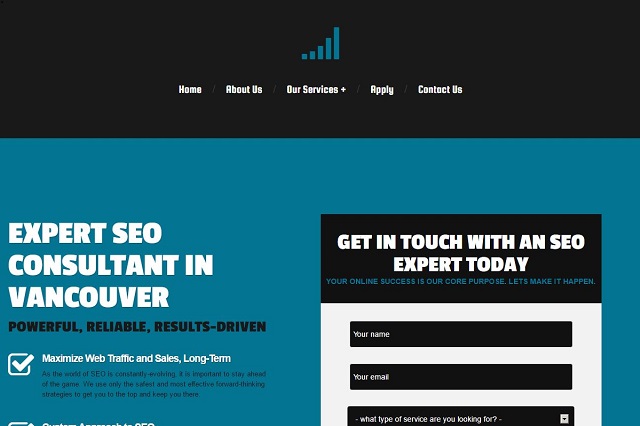 Home / About Us / Our Services + / Apply / Contact Us
EXPERT SEO
CONSULTANT IN
VANCOUVER
POWERFUL, RELIABLE, RESULTS-DRIVEN
Maximize Web Traffic and Sales, Long-Term
As the world of SEO is constantly-evolving, it is important to stay ahead
of the game. We use only the safest and most effective forward-thinking
strategies to get you to the top and keep you there.
Custom Approach to SEO
GET IN TOUCH WITH AN SEO
EXPERT TODAY
YOUR ONLINE SUCCESS IS OUR CORE PURPOSE. LETS MAKE IT HAPPEN.
Your name
Your email
- what type of service are you looking for? -